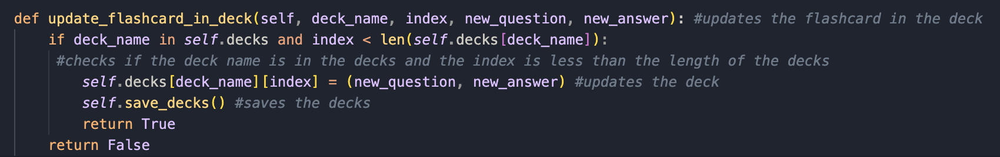 def update_flashcard_in_deck(self, deck_name, index, new_question, new_answer): #updates the flashcard in the deck
    if deck_name in self.decks and index < len(self.decks[deck_name]):
     #checks if the deck name is in the decks and the index is less than the length of the decks
        self.decks[deck_name][index] = (new_question, new_answer) #updates the deck
        self.save_decks() #saves the decks
        return True
    return False